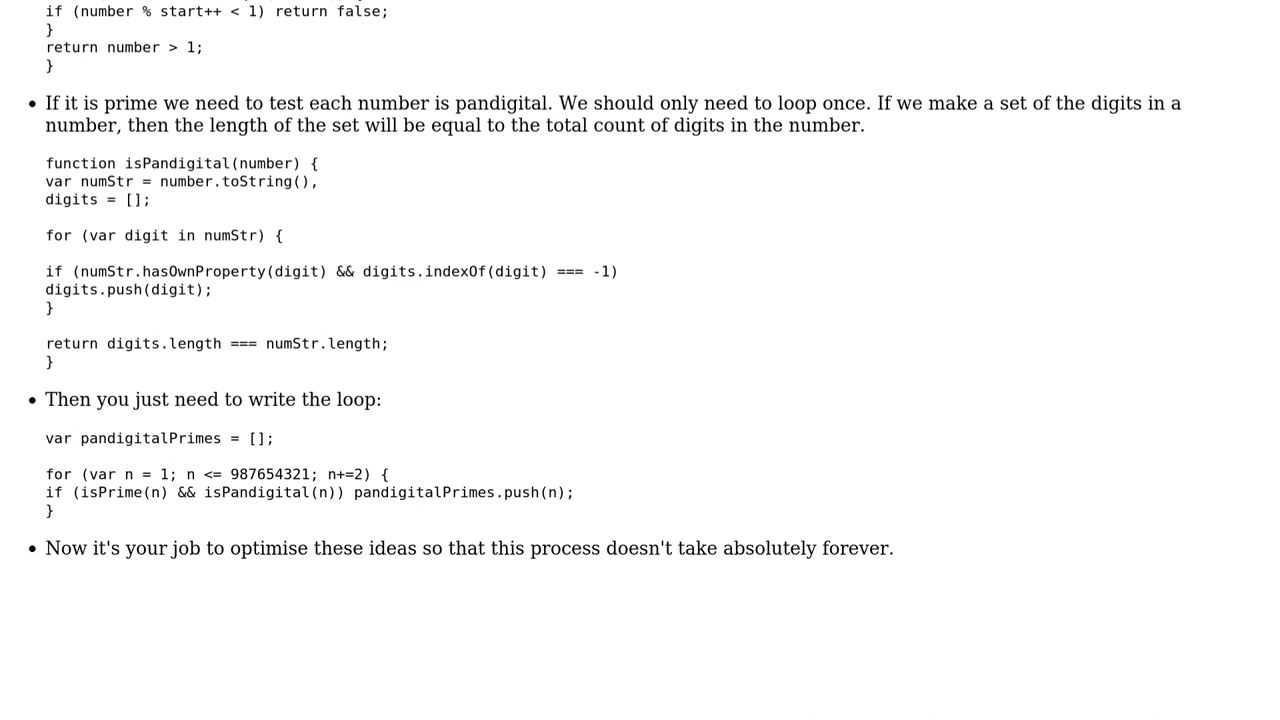 if (number % start++ < 1) return false;
}
return number > 1;
}
• If it is prime we need to test each number is pandigital. We should only need to loop once. If we make a set of the digits in a
number, then the length of the set will be equal to the total count of digits in the number.
function isPandigital(number) {
var numStr = number.toString(),
digits = [];
for (var digit in numStr) {
if (numStr.hasOwnProperty(digit) && digits.indexOf(digit) === -1)
digits.push(digit);
}
return digits.length === numStr.length;
}
• Then you just need to write the loop:
var pandigitalPrimes = [];
for (var n = 1; n <= 987654321; n+=2) {
if (isPrime(n) && isPandigital(n)) pandigitalPrimes.push(n);
}
• Now it's your job to optimise these ideas so that this process doesn't take absolutely forever.